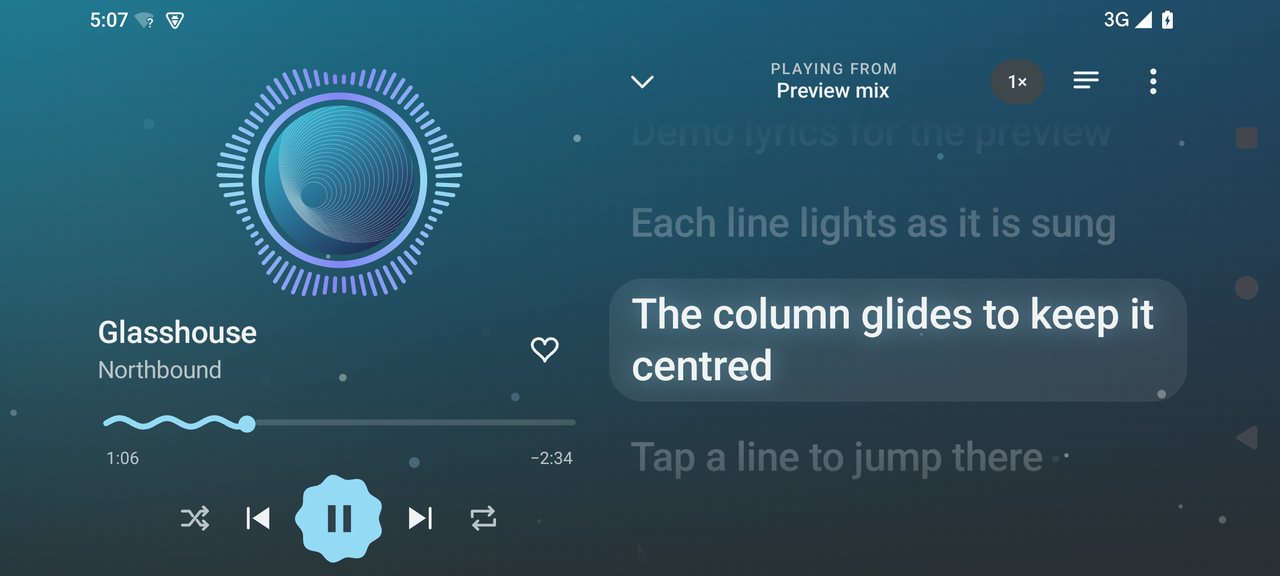 5:07
3G
PLAYING FROM
Preview mix
1×
Demo lyrics for the preview
Each line lights as it is sung
The column glides to keep it
centred
Tap a line to jump there
Glasshouse
Northbound
1:06
−2:34